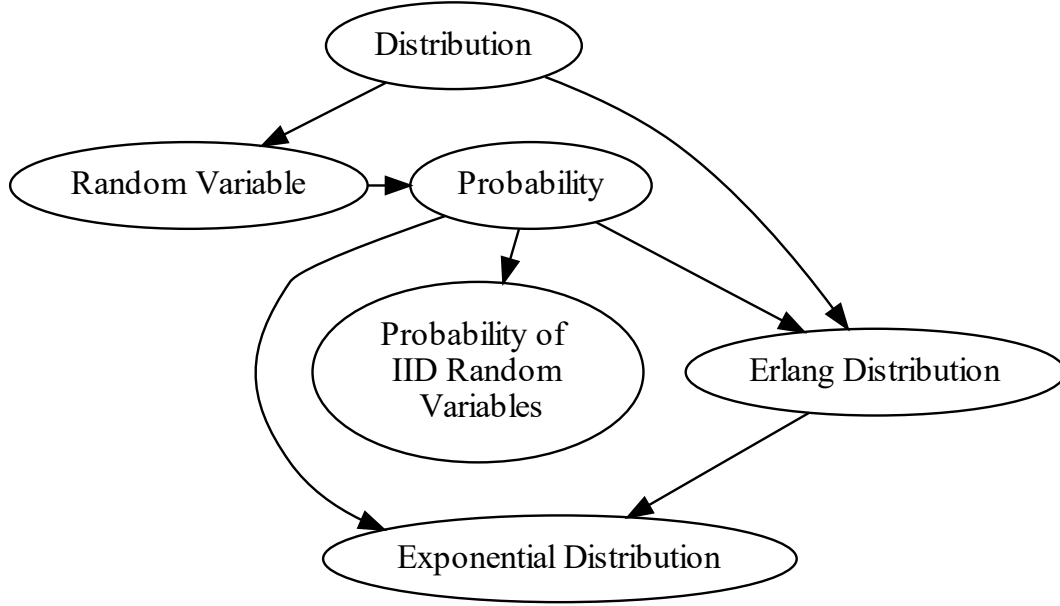 Distribution
Random Variable
Probability
Probability of
IID Random
Variables
Erlang Distribution
Exponential Distribution